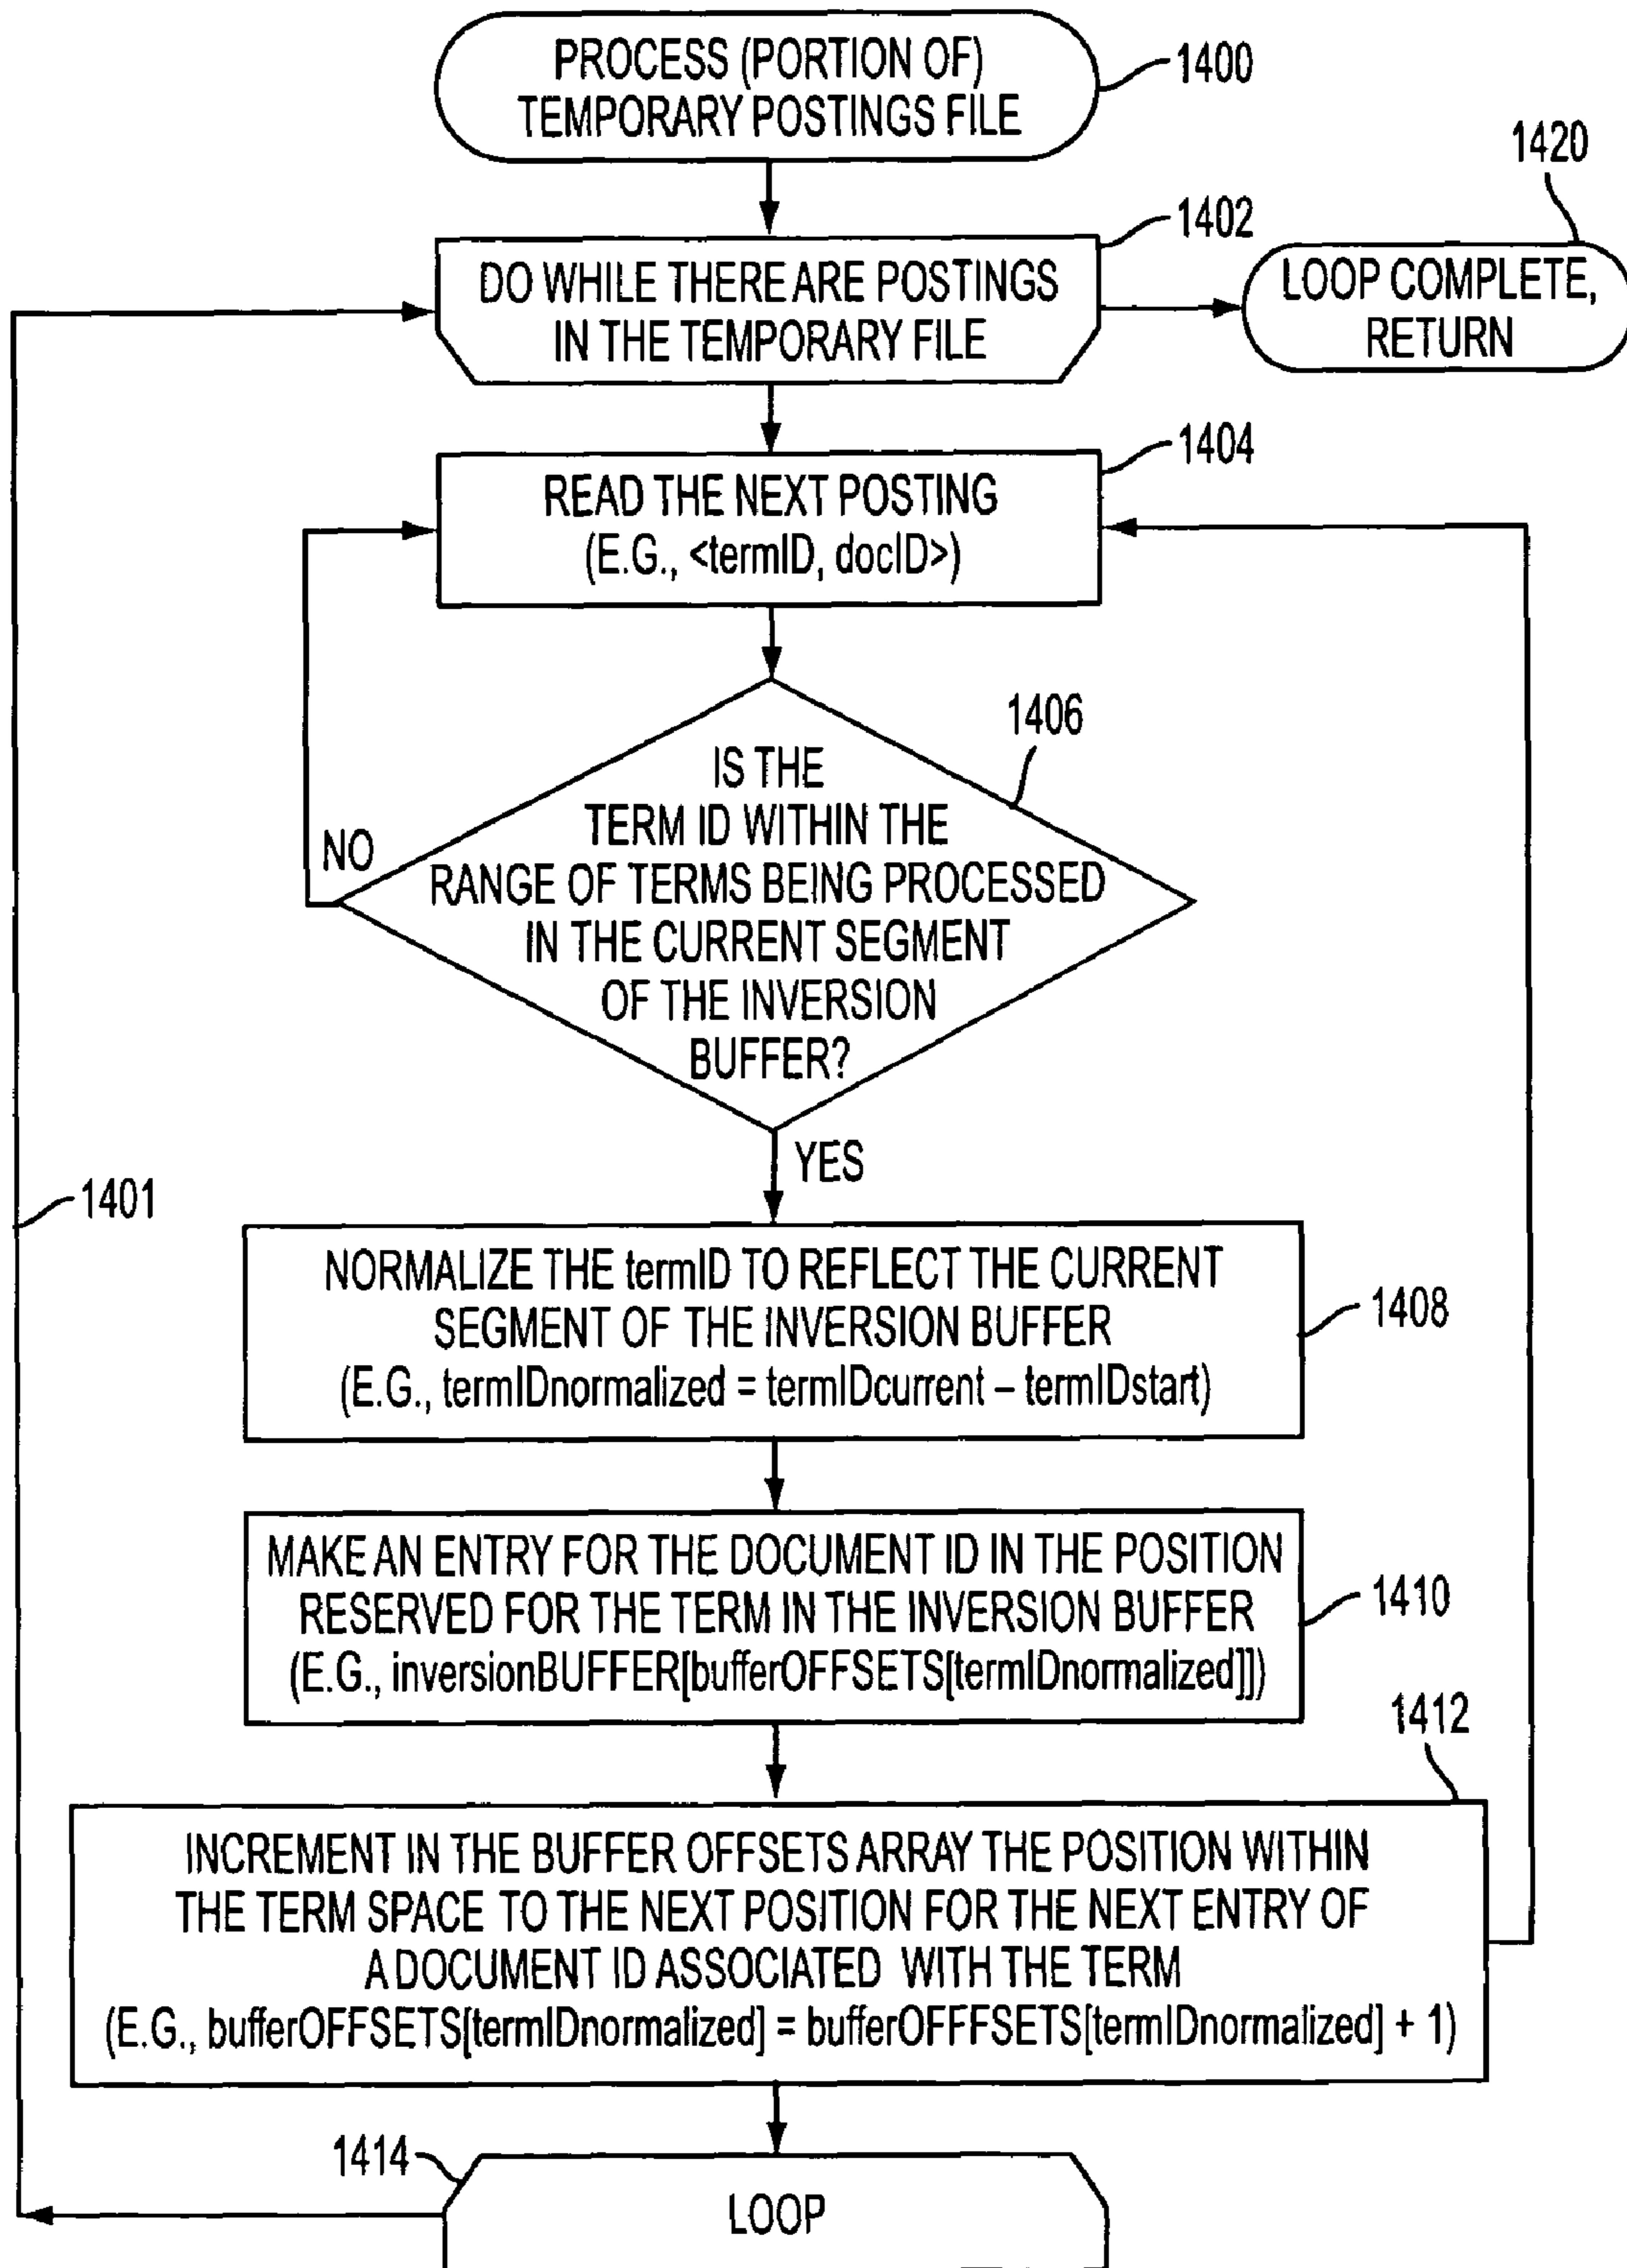 PROCESS (PORTION OF)
TEMPORARY POSTINGS FILE
1400
1420
1402
DO WHILE THERE ARE POSTINGS
IN THE TEMPORARY FILE
LOOP COMPLETE,
RETURN
1404
READ THE NEXT POSTING
(E.G., <termID, docID>)
1406
IS THE
TERM ID WITHIN THE
RANGE OF TERMS BEING PROCESSED
IN THE CURRENT SEGMENT
OF THE INVERSION
BUFFER?
NO
YES
1401
NORMALIZE THE termID TO REFLECT THE CURRENT
SEGMENT OF THE INVERSION BUFFER
(E.G., termIDnormalized = termIDcurrent – termIDstart)
1408
MAKE AN ENTRY FOR THE DOCUMENT ID IN THE POSITION
RESERVED FOR THE TERM IN THE INVERSION BUFFER
(E.G., inversionBUFFER[bufferOFFSETS[termIDnormalized]])
1410
1412
INCREMENT IN THE BUFFER OFFSETS ARRAY THE POSITION WITHIN
THE TERM SPACE TO THE NEXT POSITION FOR THE NEXT ENTRY OF
A DOCUMENT ID ASSOCIATED WITH THE TERM
(E.G., bufferOFFSETS[termIDnormalized] = bufferOFFFSETS[termIDnormalized] + 1)
1414
LOOP